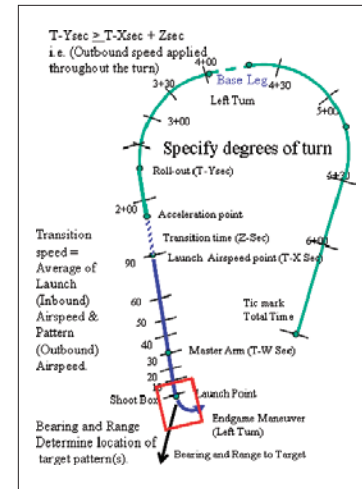 T-Ysec ≥ T-Xsec + Zsec
i.e. (Outbound speed applied
throughout the turn)
4+00
Base Leg
4+30
3+30
Left Turn
5+00
3+00
Specify degrees of turn
Roll-out (T-Ysec)
2+00
Acceleration point
Transition
speed =
Average of
Launch
(Inbound)
Airspeed &
Pattern
(Outbound)
Airspeed.
Transition time (Z-Sec)
6+00
90
Launch Airspeed point (T-X Sec)
60
Tic mark
Total Time
50
40
Master Arm (T-W Sec)
30
20
10
Shoot Box
Launch Point
Endgame Maneuver
(Left Turn)
Bearing and Range
Determine location of
target pattern(s).
Bearing and Range to Target